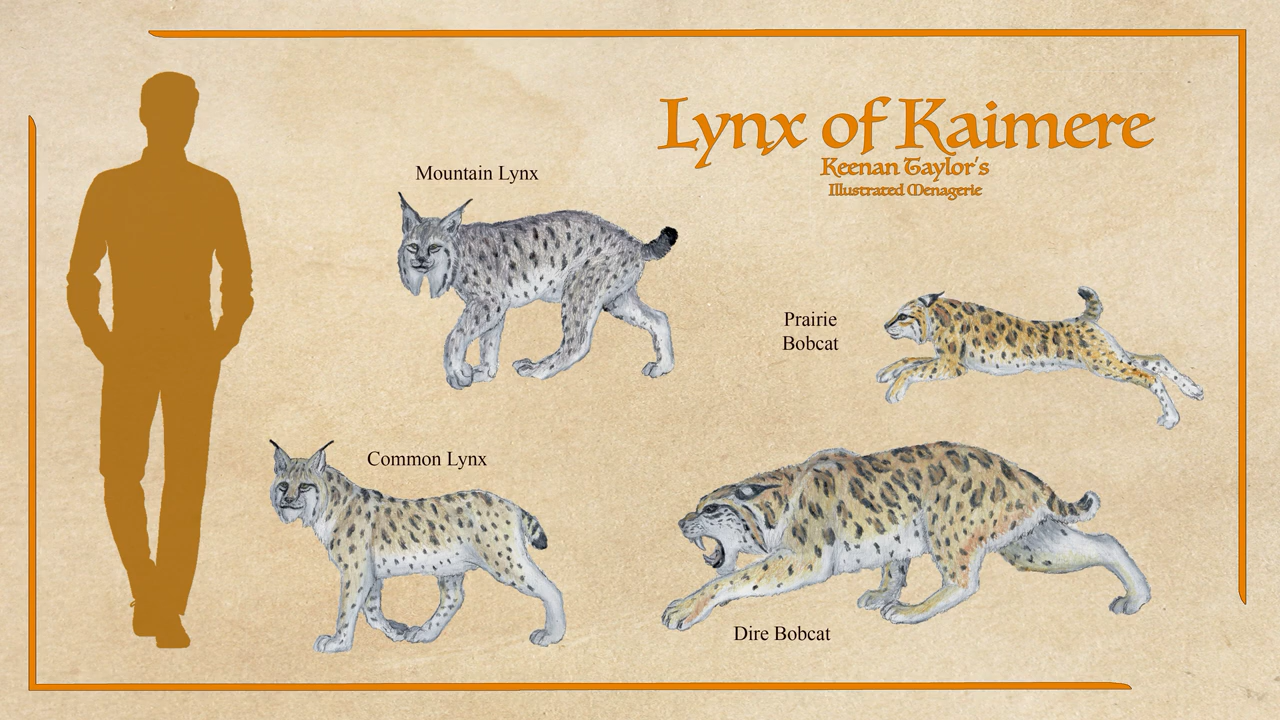 Lynx of Kaimere
Keenan Taylor's
Illustrated Menagerie
Mountain Lynx
Prairie
Bobcat
Common Lynx
Dire Bobcat